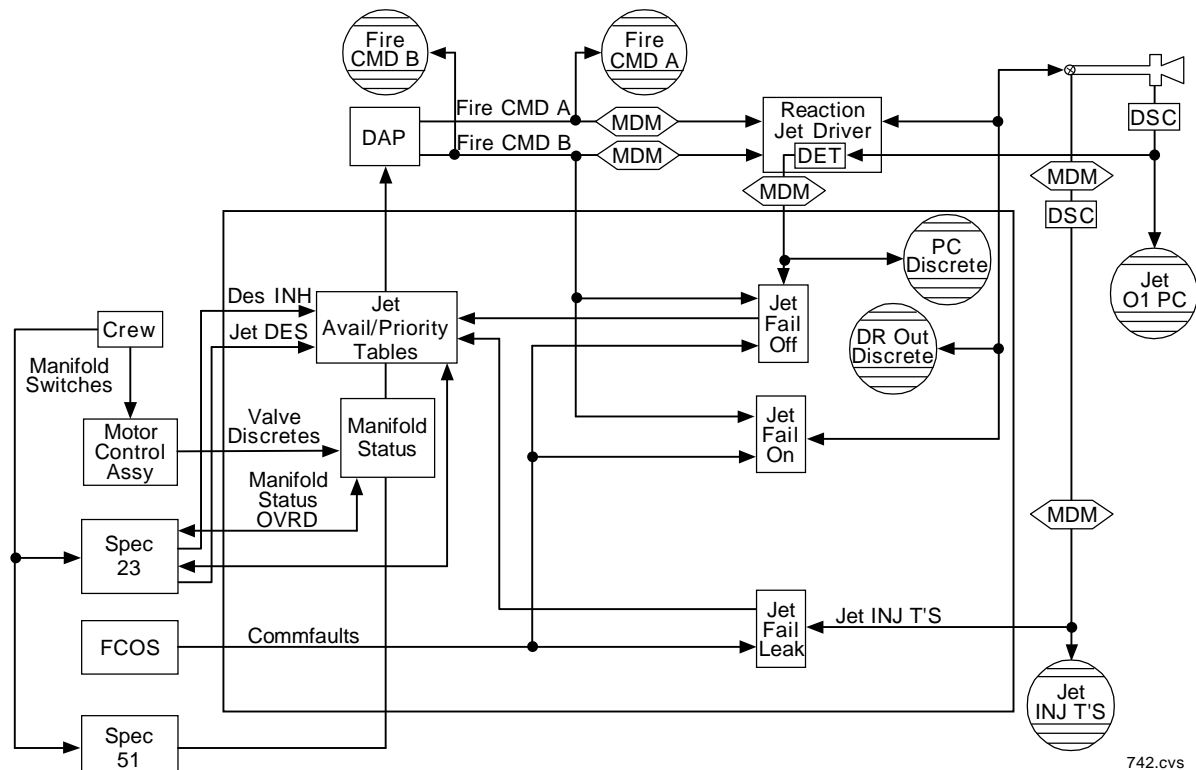 Fire
CMD B
Fire
CMD A
Fire CMD A
MDM
Reaction
Jet Driver
DSC
DAP
Fire CMD B
MDM
DET
MDM
MDM
DSC
PC
Discrete
Jet
O1 PC
Des INH
Jet DES
Jet
Avail/Priority
Tables
Jet
Fail
Off
DR Out
Discrete
Crew
Manifold
Switches
Motor
Control
Assy
Valve
Discretes
Manifold
Status
Jet
Fail
On
Manifold
Status
OVRD
MDM
Spec
23
FCOS
Commfaults
Jet
Fail
Leak
Jet INJ T'S
Jet
INJ T'S
Spec
51
742.cvs